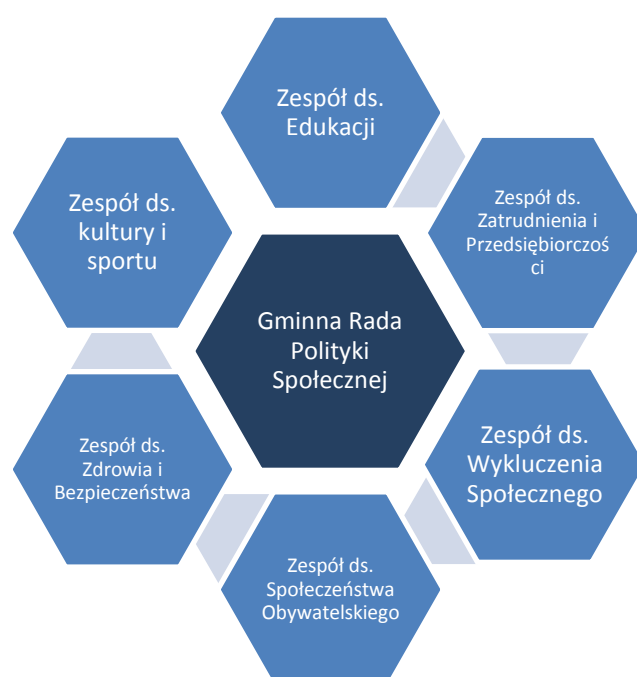 Zespół ds.
Edukacji
Zespół ds.
Zatrudnienia i
Przedsiębiorczoś
ci
Zespół ds.
kultury i
sportu
Gminna Rada
Polityki
Społecznej
Zespół ds.
Wykluczenia
Społecznego
Zespół ds.
Zdrowia i
Bezpieczeństwa
Zespół ds.
Społeczeństwa
Obywatelskiego